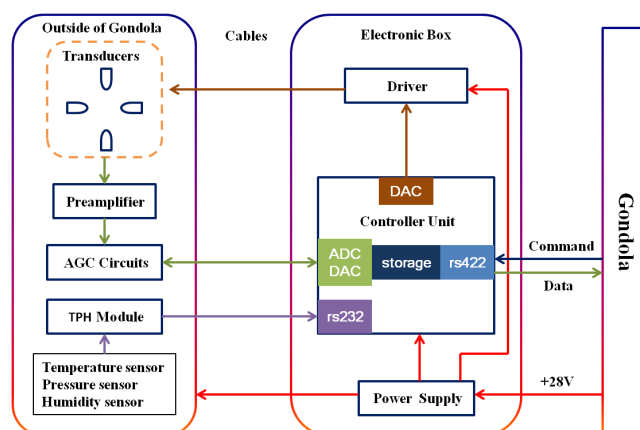 Outside of Gondola
Cables
Electronic Box
Transducers
Driver
DAC
Preamplifier
Controller Unit
Gondola
AGC Circuits
ADC
DAC
storage
rs422
Command
Data
TPH Module
rs232
Temperature sensor
Pressure sensor
Humidity sensor
Power Supply
+28V